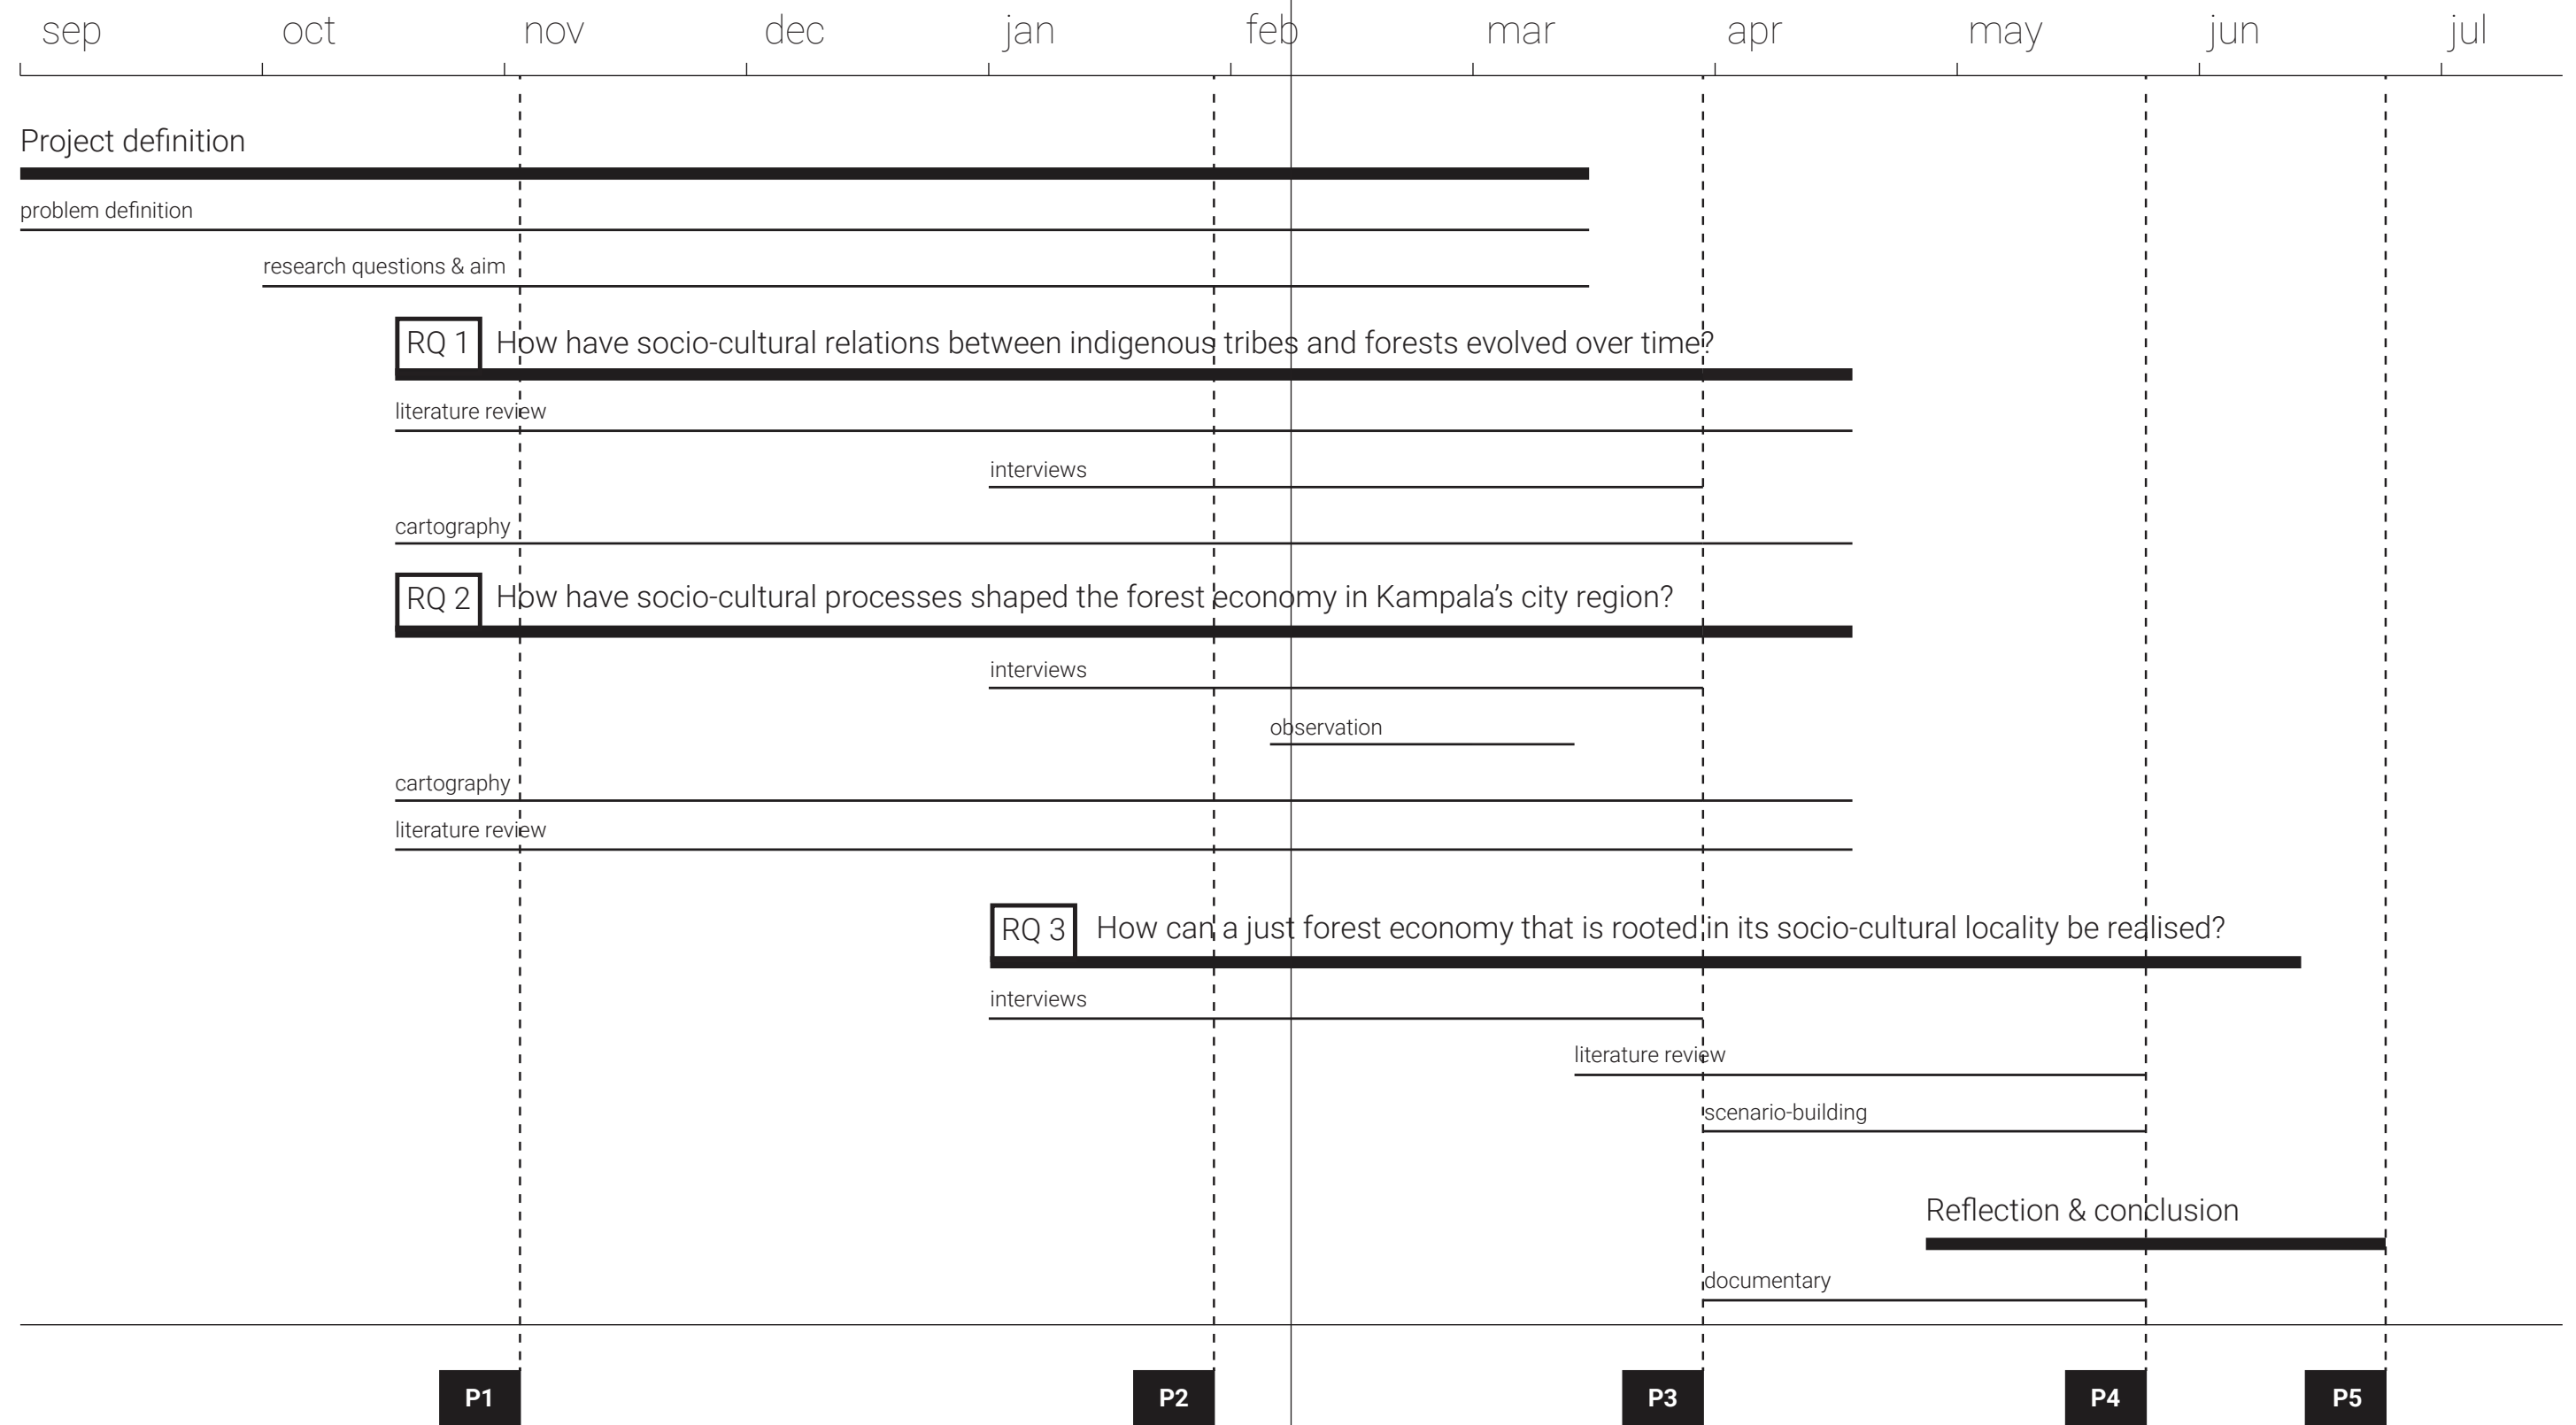 sep oct nov dec jan feb mar apr may jun jul
Project definition
problem definition
research questions & aim
RQ 1 How have socio-cultural relations between indigenous tribes and forests evolved over time?
literature review
interviews
cartography
RQ 2 How have socio-cultural processes shaped the forest economy in Kampala’s city region?
interviews
observation
cartography
literature review
RQ 3 How can a just forest economy that is rooted in its socio-cultural locality be realised?
interviews
literature review
scenario-building
Reflection & conclusion
documentary
P1 P2 P3 P4 P5